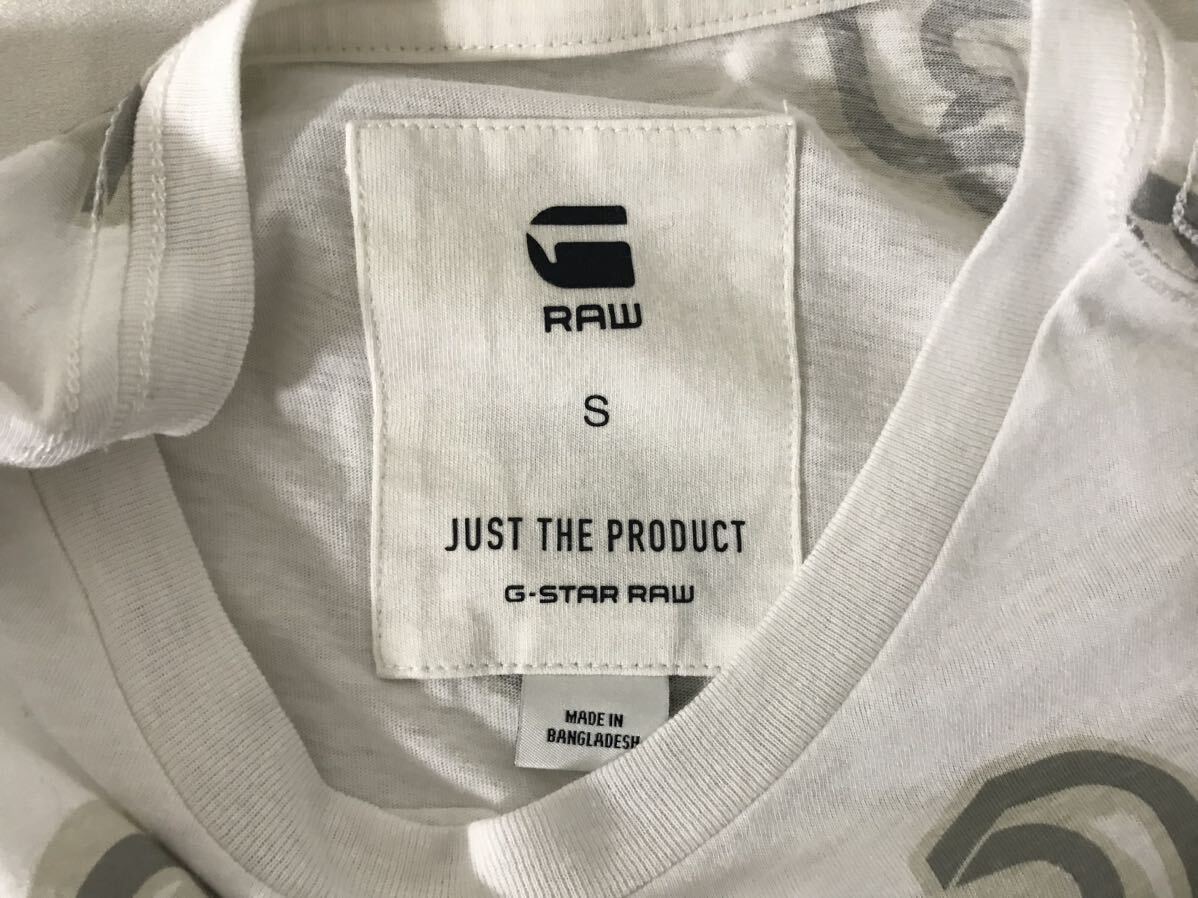 G
RAW
S
JUST THE PRODUCT
G-STAR RAW
MADE IN
BANGLADESH